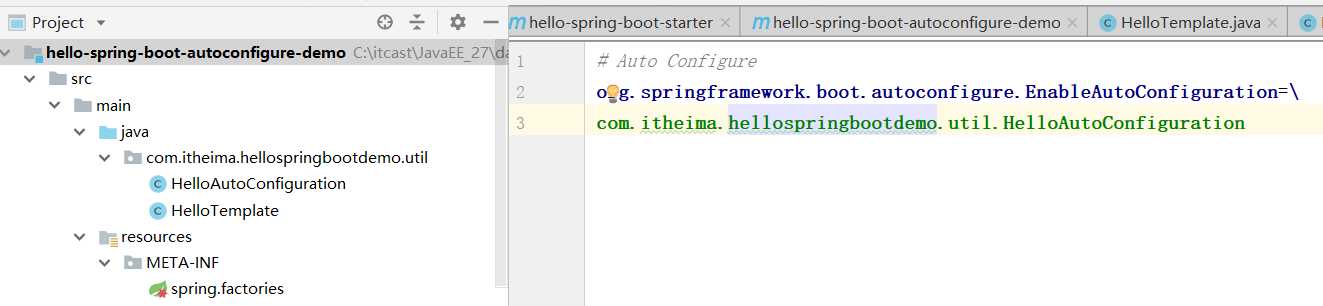 Project
hello-spring-boot-autoconfigure-demo C:\itcast\JavaEE_27\da
src
main
java
com.itheima.hellospringbootdemo.util
HelloAutoConfiguration
HelloTemplate
resources
META-INF
spring.factories
hello-spring-boot-starter hello-spring-boot-autoconfigure-demo HelloTemplate.java
1 # Auto Configure
2 org.springframework.boot.autoconfigure.EnableAutoConfiguration=\
3 com.itheima.hellospringbootdemo.util.HelloAutoConfiguration